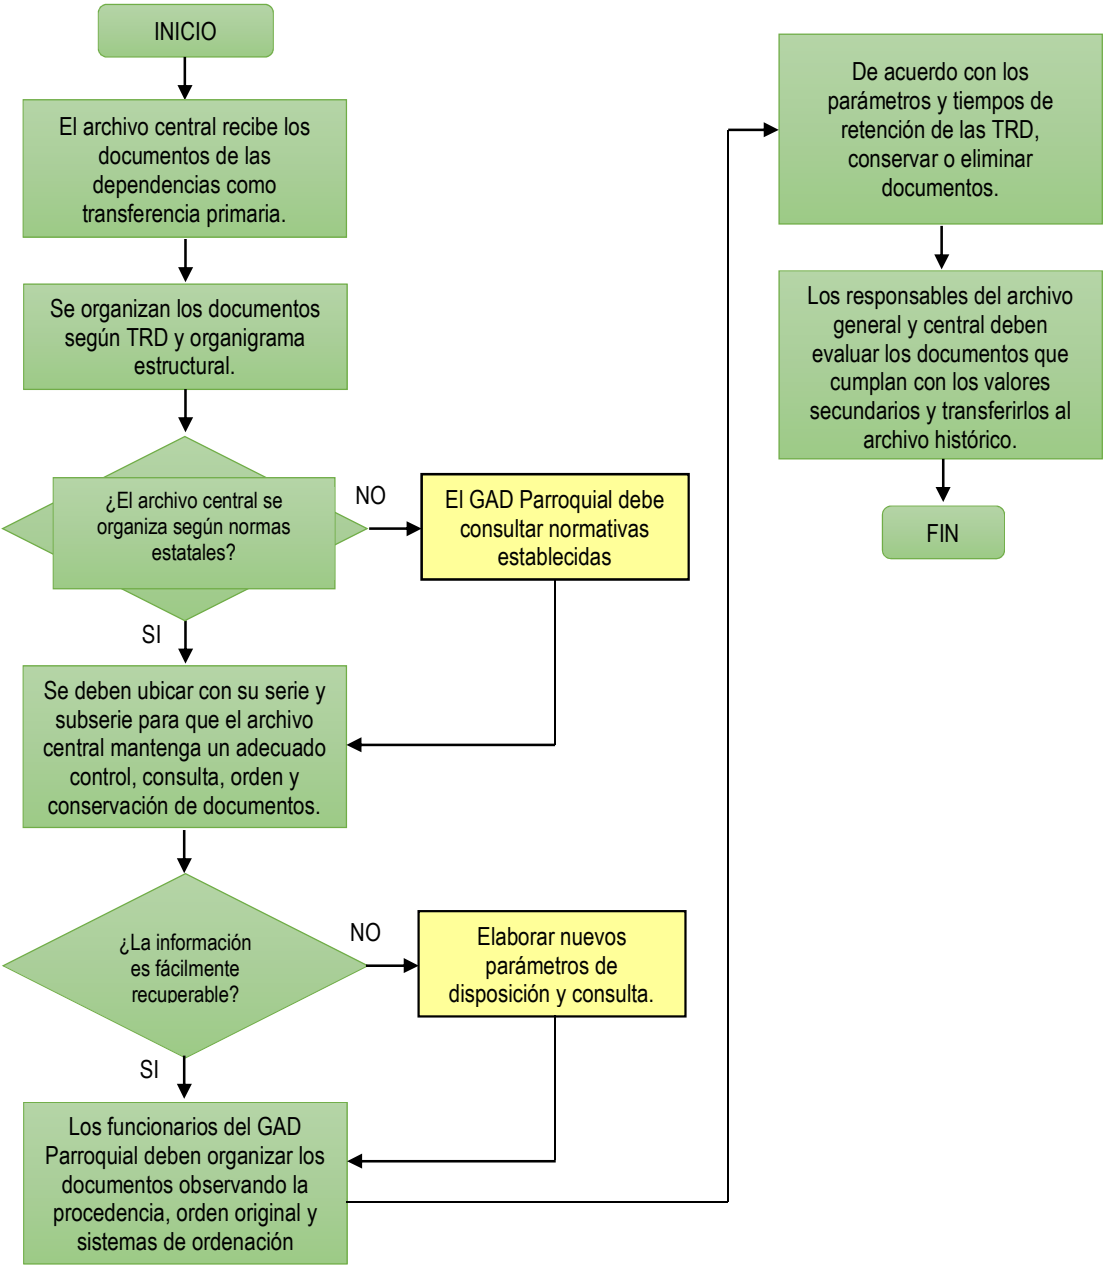 INICIO
El archivo central recibe los
documentos de las
dependencias como
transferencia primaria.
Se organizan los documentos
según TRD y organigrama
estructural.
¿El archivo central se
organiza según normas
estatales?
NO
El GAD Parroquial debe
consultar normativas
establecidas
SI
Se deben ubicar con su serie y
subserie para que el archivo
central mantenga un adecuado
control, consulta, orden y
conservación de documentos.
¿La información
es fácilmente
recuperable?
NO
Elaborar nuevos
parámetros de
disposición y consulta.
SI
Los funcionarios del GAD
Parroquial deben organizar los
documentos observando la
procedencia, orden original y
sistemas de ordenación
De acuerdo con los
parámetros y tiempos de
retención de las TRD,
conservar o eliminar
documentos.
Los responsables del archivo
general y central deben
evaluar los documentos que
cumplan con los valores
secundarios y transferirlos al
archivo histórico.
FIN